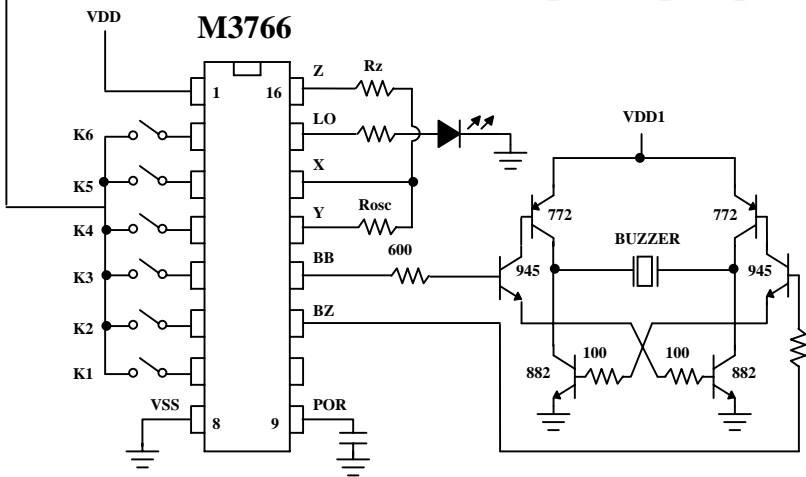 VDD
M3766
1
16
Z
Rz
K6
LO
VDD1
K5
X
K4
Y
Rosc
772
772
BUZZER
K3
BB
600
945
945
K2
BZ
K1
100
100
882
882
VSS
8
9
POR